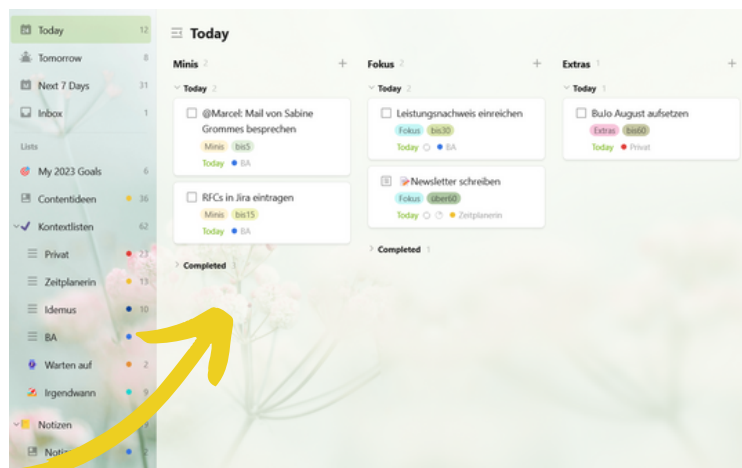 Today 12
Tomorrow 8
Next 7 Days 31
Inbox 1
Lists
My 2023 Goals 6
Contentideen 36
Kontextlisten 62
Privat 23
Zeitplanerin 13
Idemus 10
BA
Warten auf 2
Irgendwann 9
Notizen
2
Today
Minis 2
Today 2
@Marcel: Mail von Sabine
Grommes besprechen
Minis bis5
Today BA
RFCs in Jira eintragen
Minis bis15
Today BA
Completed 1
Fokus 2
Today 2
Leistungsnachweis einreichen
Fokus bis30
Today BA
Newsletter schreiben
Fokus über60
Today Zeitplanerin
Completed 1
Extras 1
Today 1
BuJo August aufsetzen
Extras bis60
Today Privat